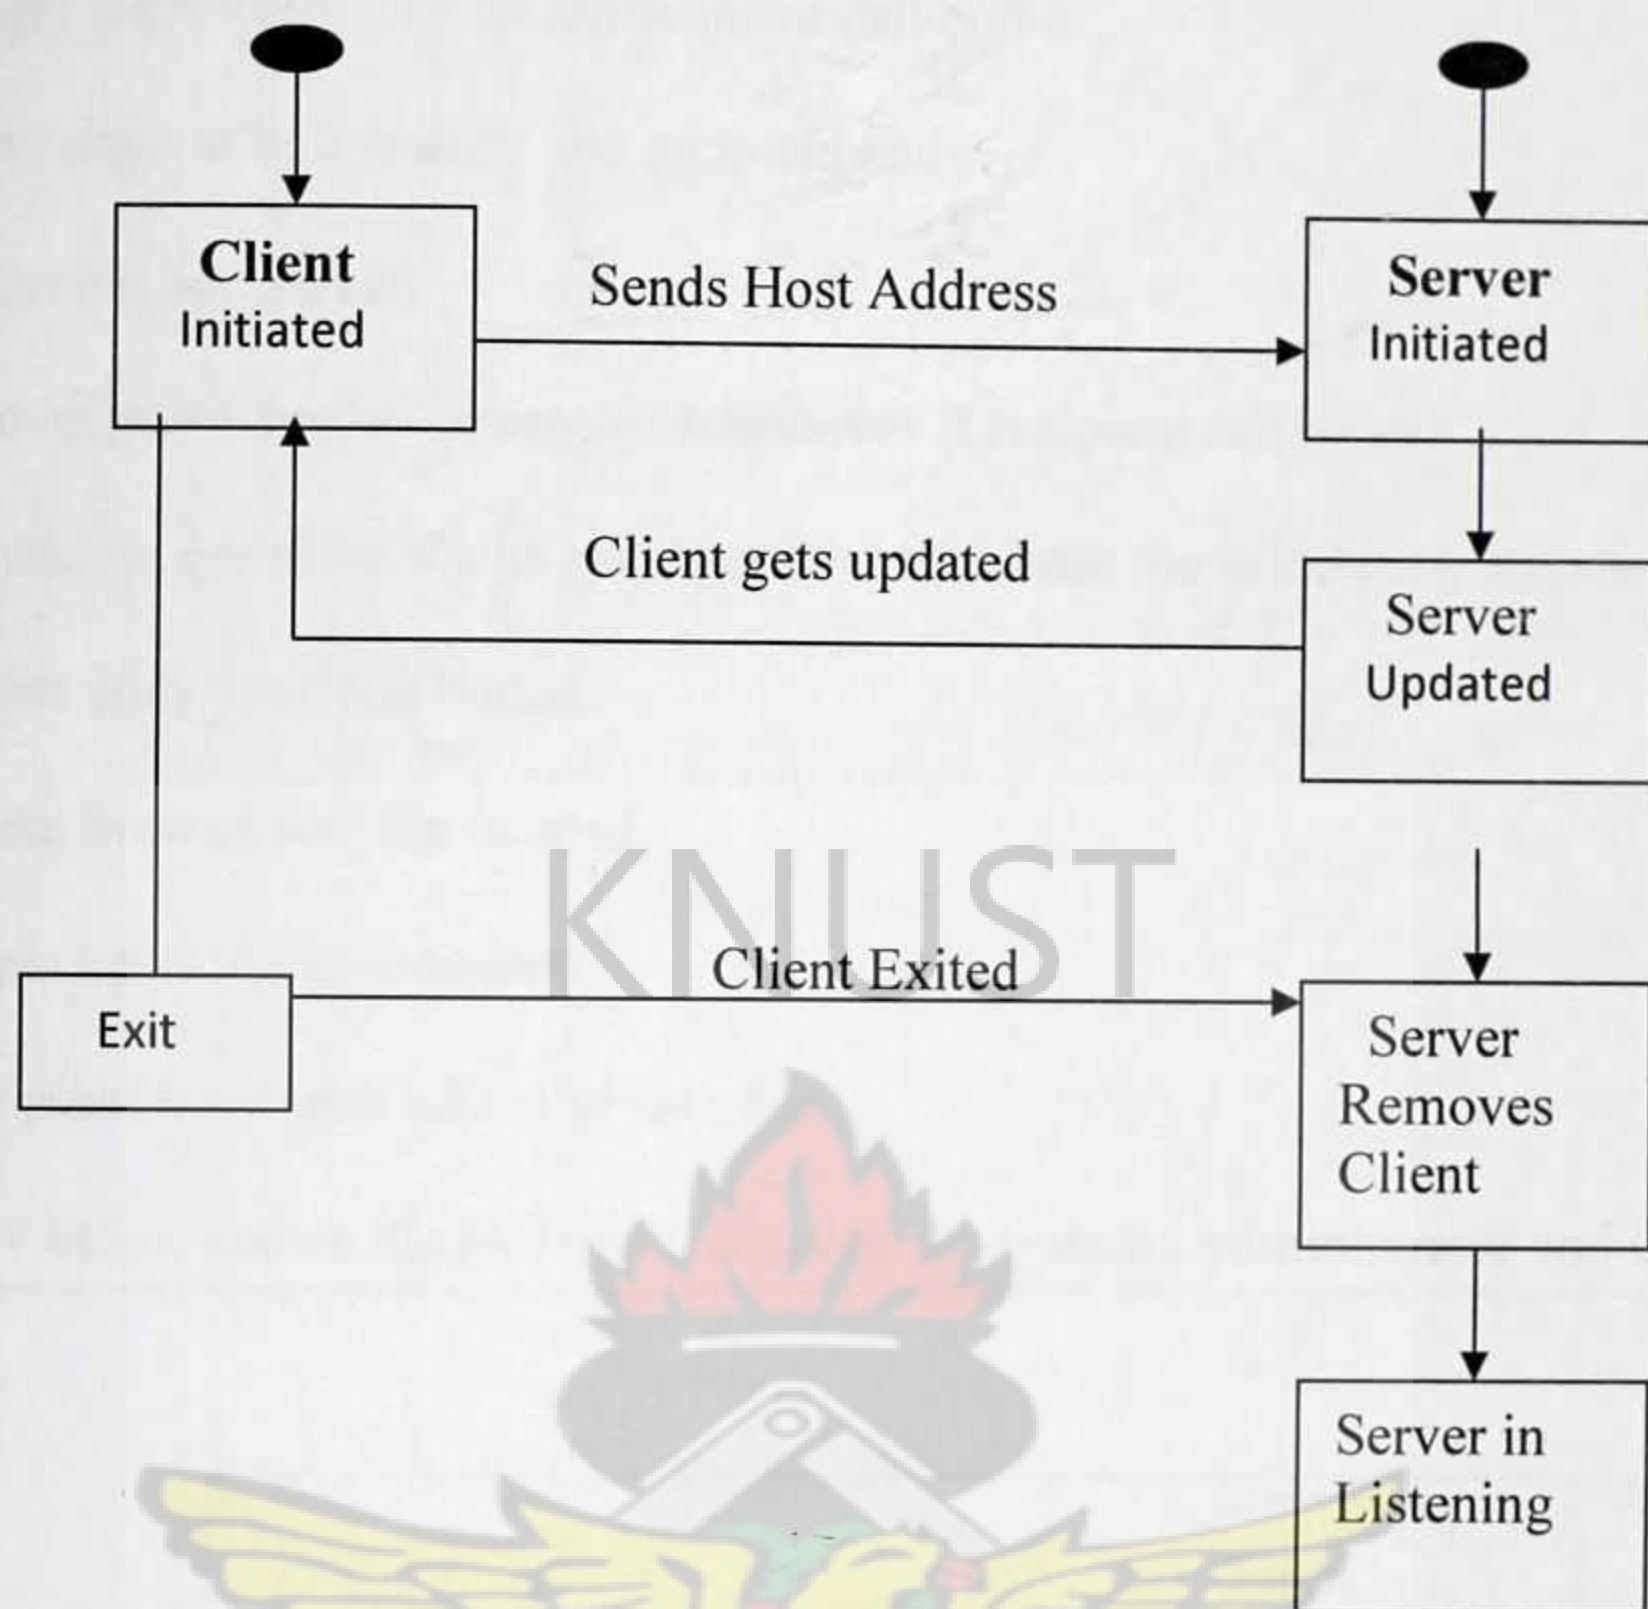 Client
Initiated
Sends Host Address
Server
Initiated
Client gets updated
Server
Updated
KNUST
Client Exited
Exit
Server
Removes
Client
Server in
Listening